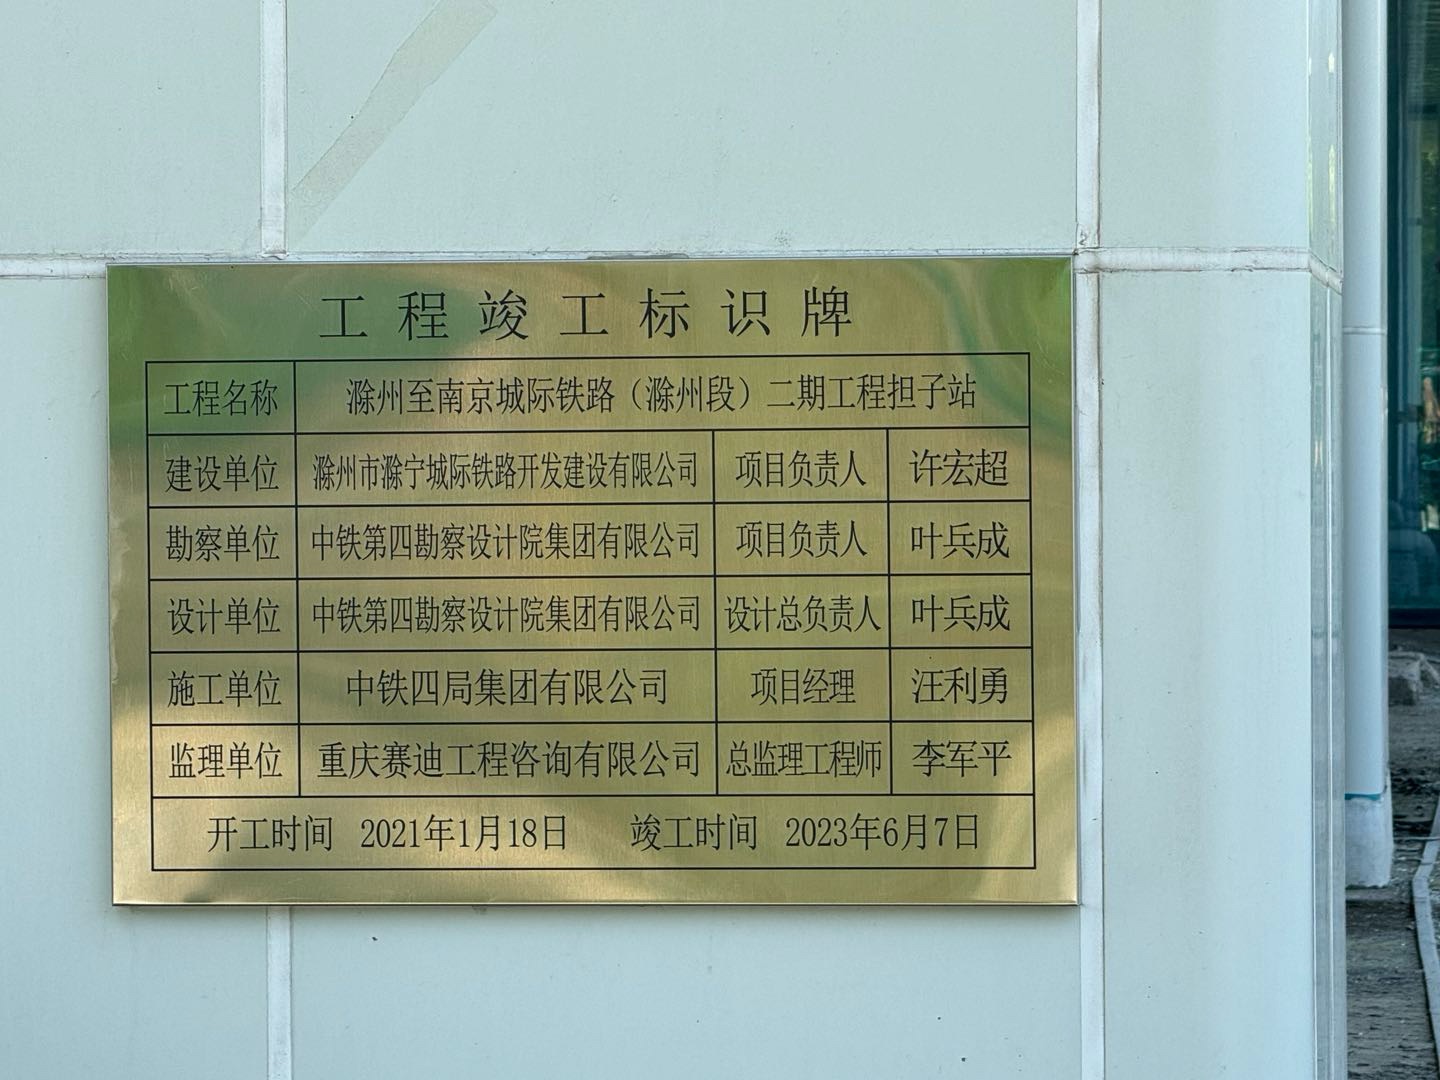 工程竣工标识牌
工程名称 滁州至南京城际铁路（滁州段）二期工程担子站
建设单位 滁州市滁宁城际铁路开发建设有限公司 项目负责人 许宏超
勘察单位 中铁第四勘察设计院集团有限公司 项目负责人 叶兵成
设计单位 中铁第四勘察设计院集团有限公司 设计总负责人 叶兵成
施工单位 中铁四局集团有限公司 项目经理 汪利勇
监理单位 重庆赛迪工程咨询有限公司 总监理工程师 李军平
开工时间 2021年1月18日 竣工时间 2023年6月7日